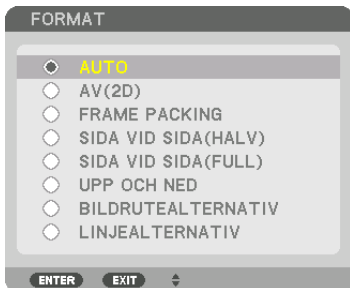 FORMAT
AUTO
AV(2D)
FRAME PACKING
SIDA VID SIDA(HALV)
SIDA VID SIDA(FULL)
UPP OCH NED
BILDRUTEALTERNATIV
LINJEALTERNATIV
ENTER EXIT